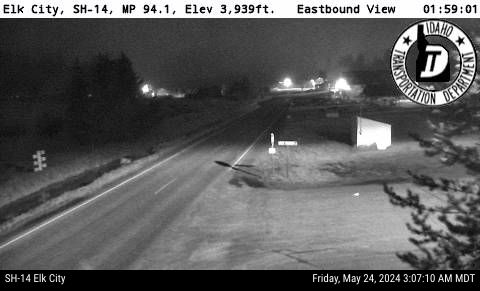 Elk City, SH-14, MP 94.1, Elev 3,939ft. Eastbound View 01:59:01
IDAHO
TRANSPORTATION DEPARTMENT
SH-14 Elk City Friday, May 24, 2024 3:07:10 AM MDT